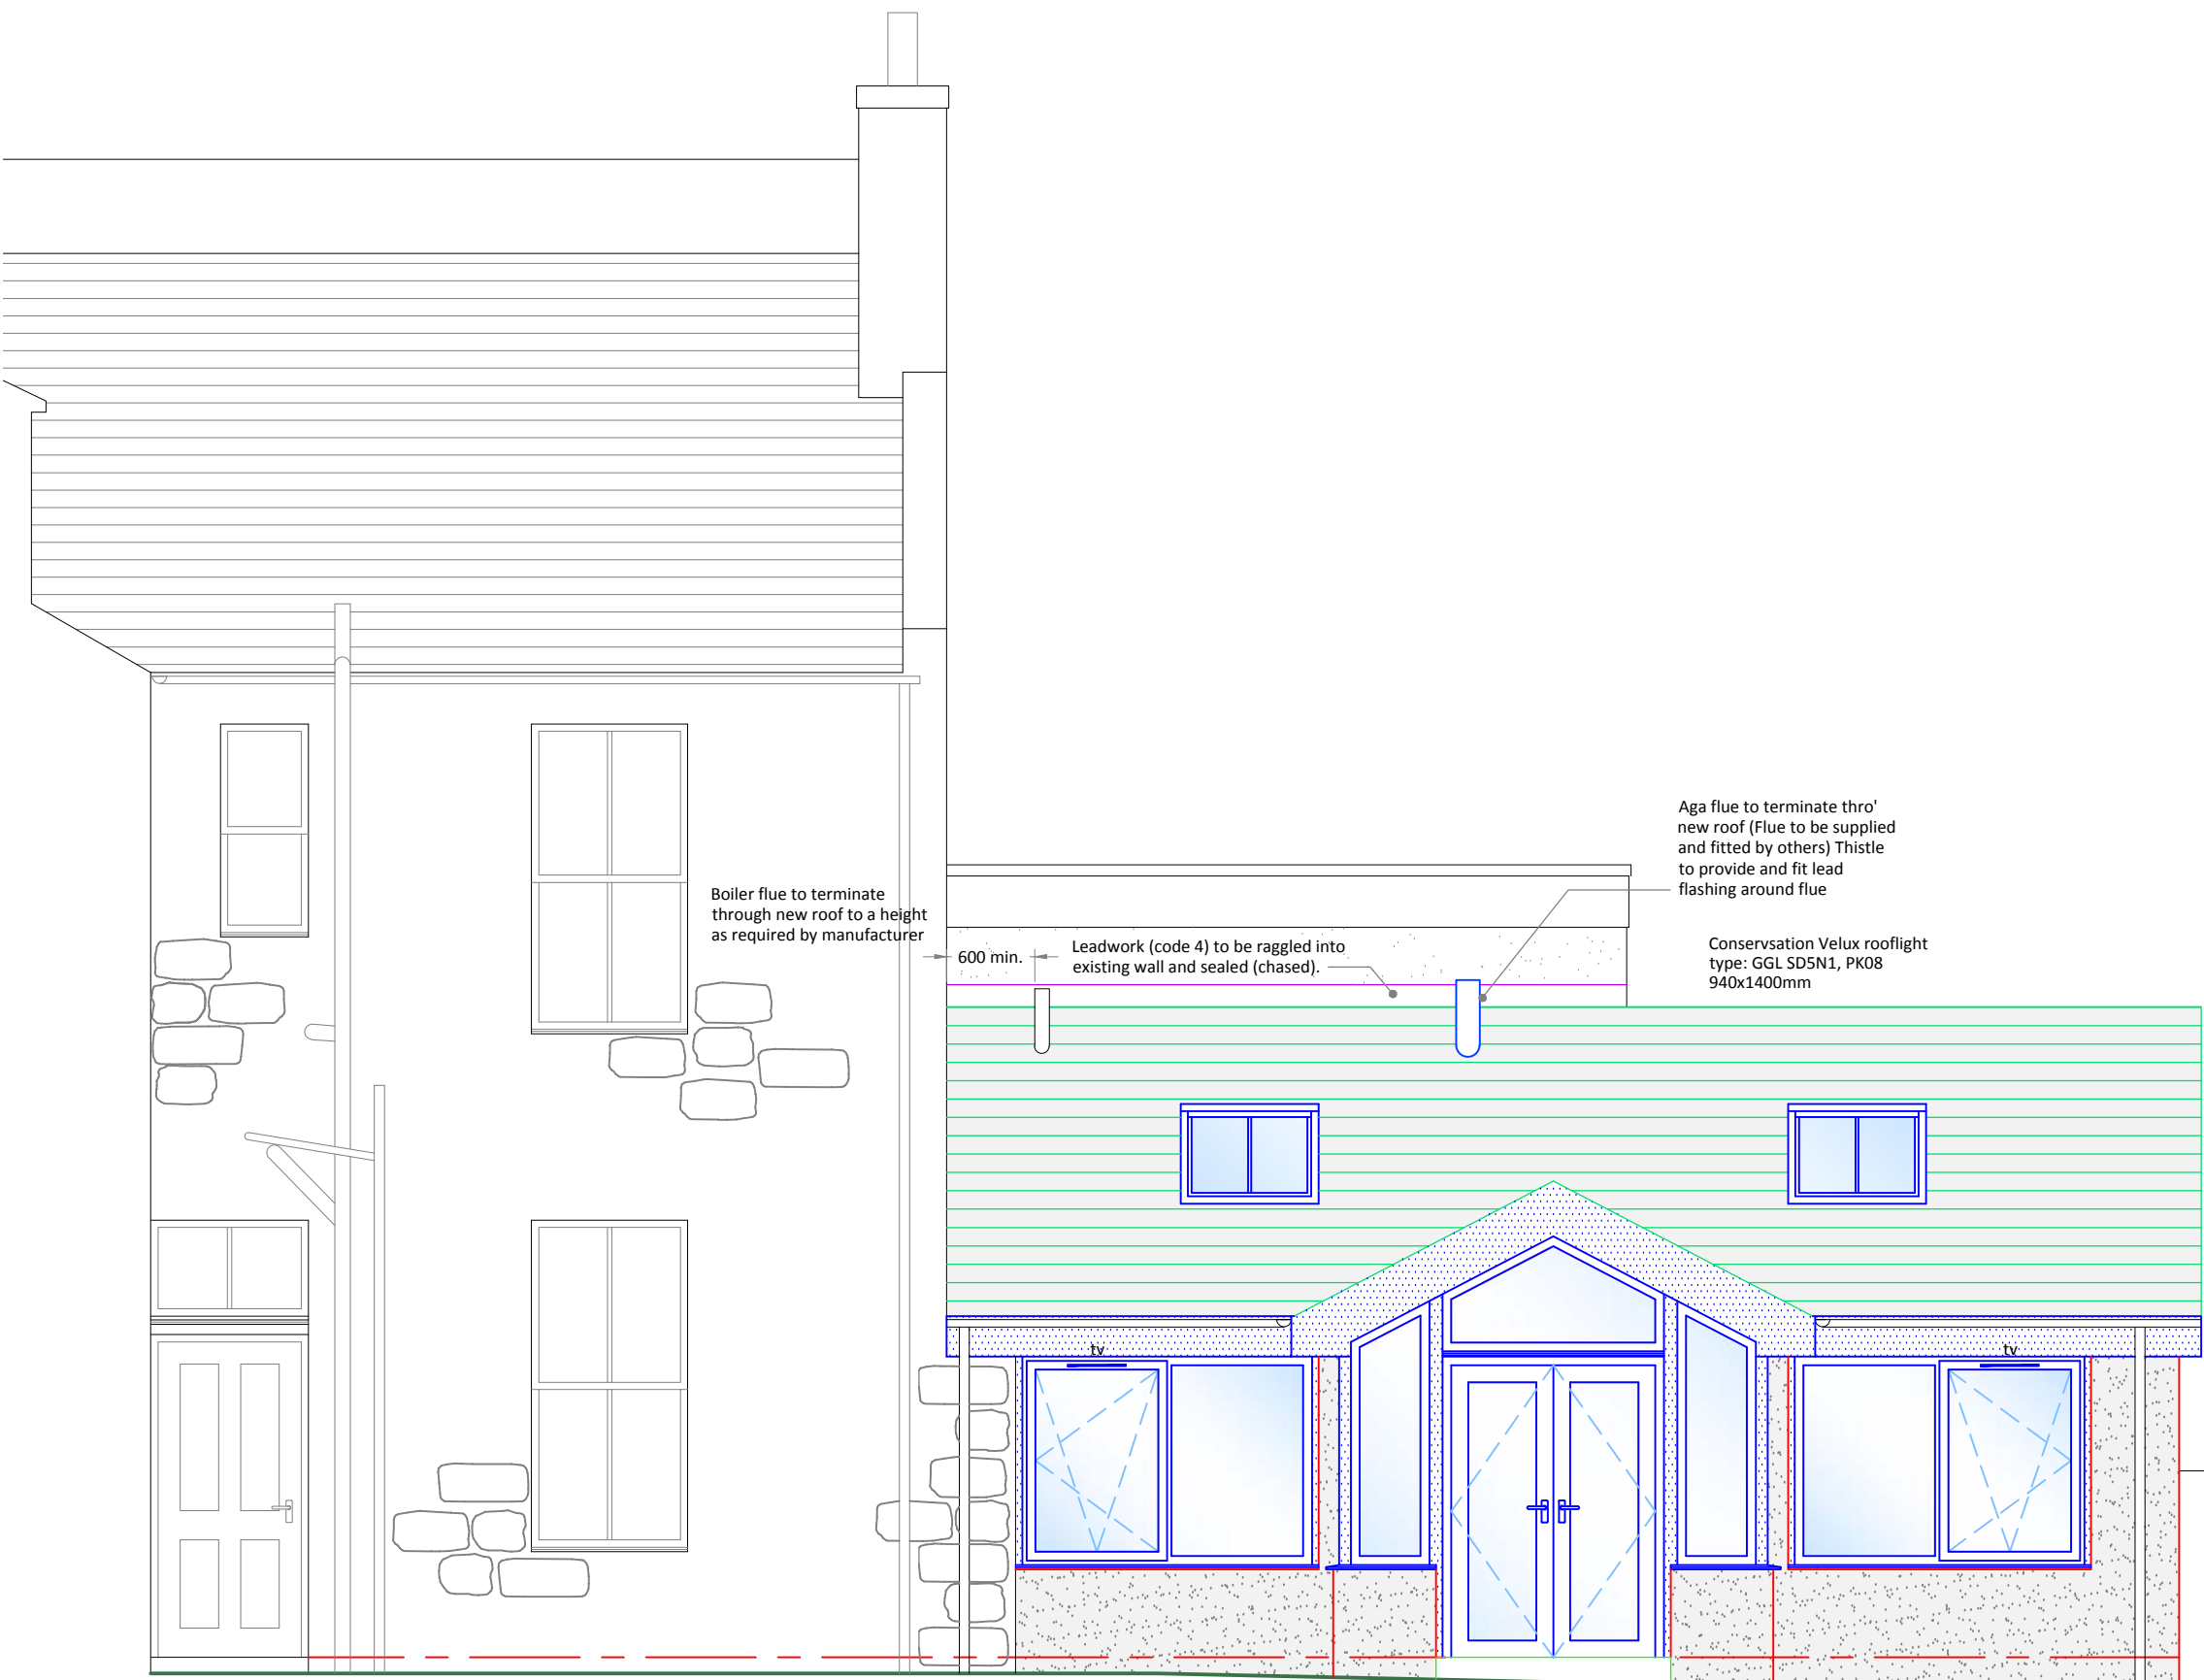 Aga flue to terminate thro'
new roof (Flue to be supplied
and fitted by others) Thistle
to provide and fit lead
flashing around flue
Boiler flue to terminate
through new roof to a height
as required by manufacturer
600 min.
Leadwork (code 4) to be raggled into
existing wall and sealed (chased).
Conservsation Velux rooflight
type: GGL SD5N1, PK08
940x1400mm
tv
tv